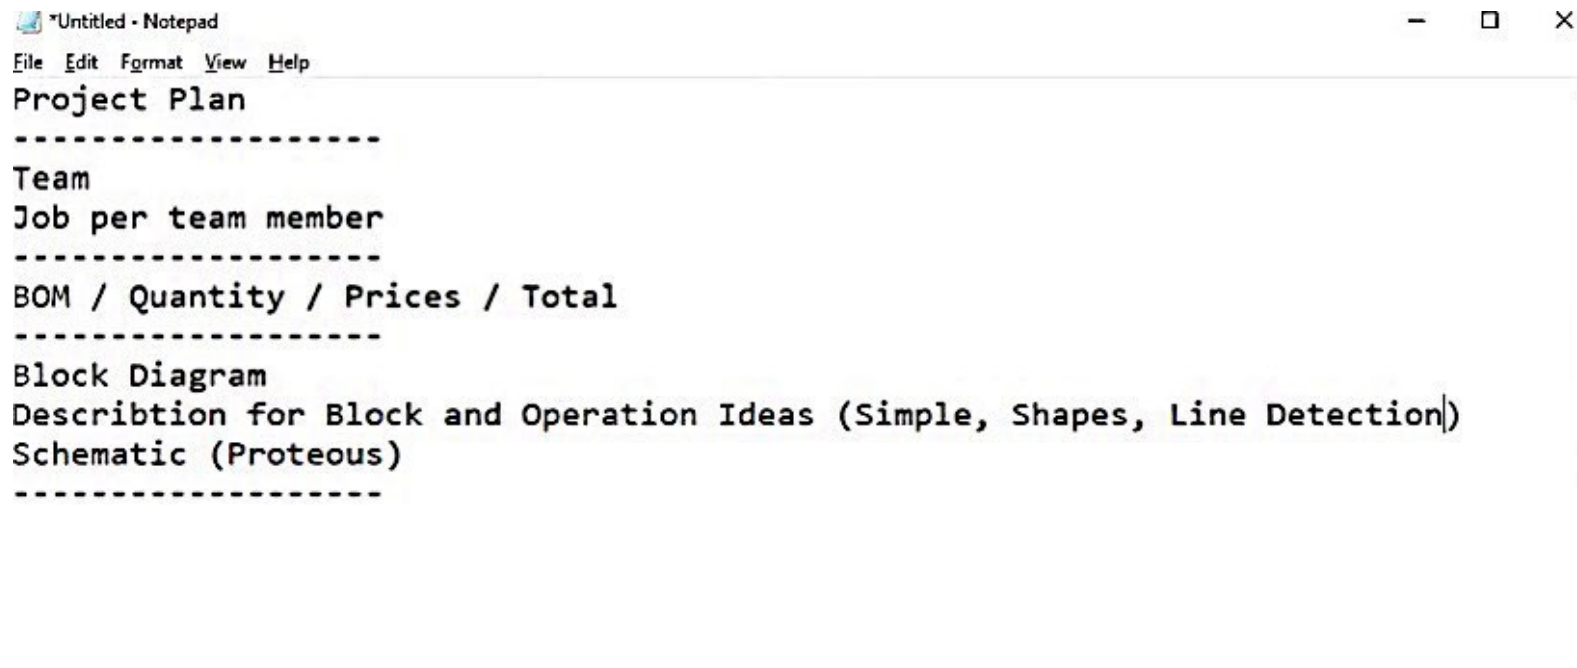 *Untitled - Notepad
File Edit Format View Help
Project Plan
-------------------
Team
Job per team member
-------------------
BOM / Quantity / Prices / Total
-------------------
Block Diagram
Describtion for Block and Operation Ideas (Simple, Shapes, Line Detection)
Schematic (Proteous)
-------------------